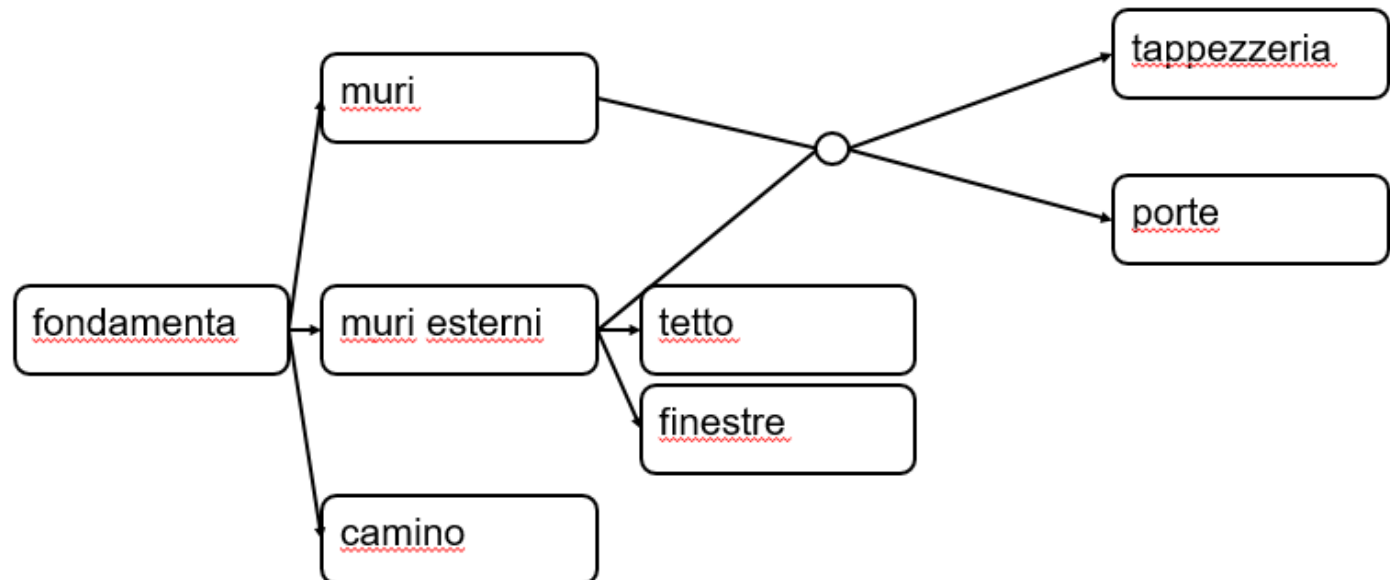 tappezzeria
muri
porte
fondamenta
muri esterni
tetto
finestre
camino